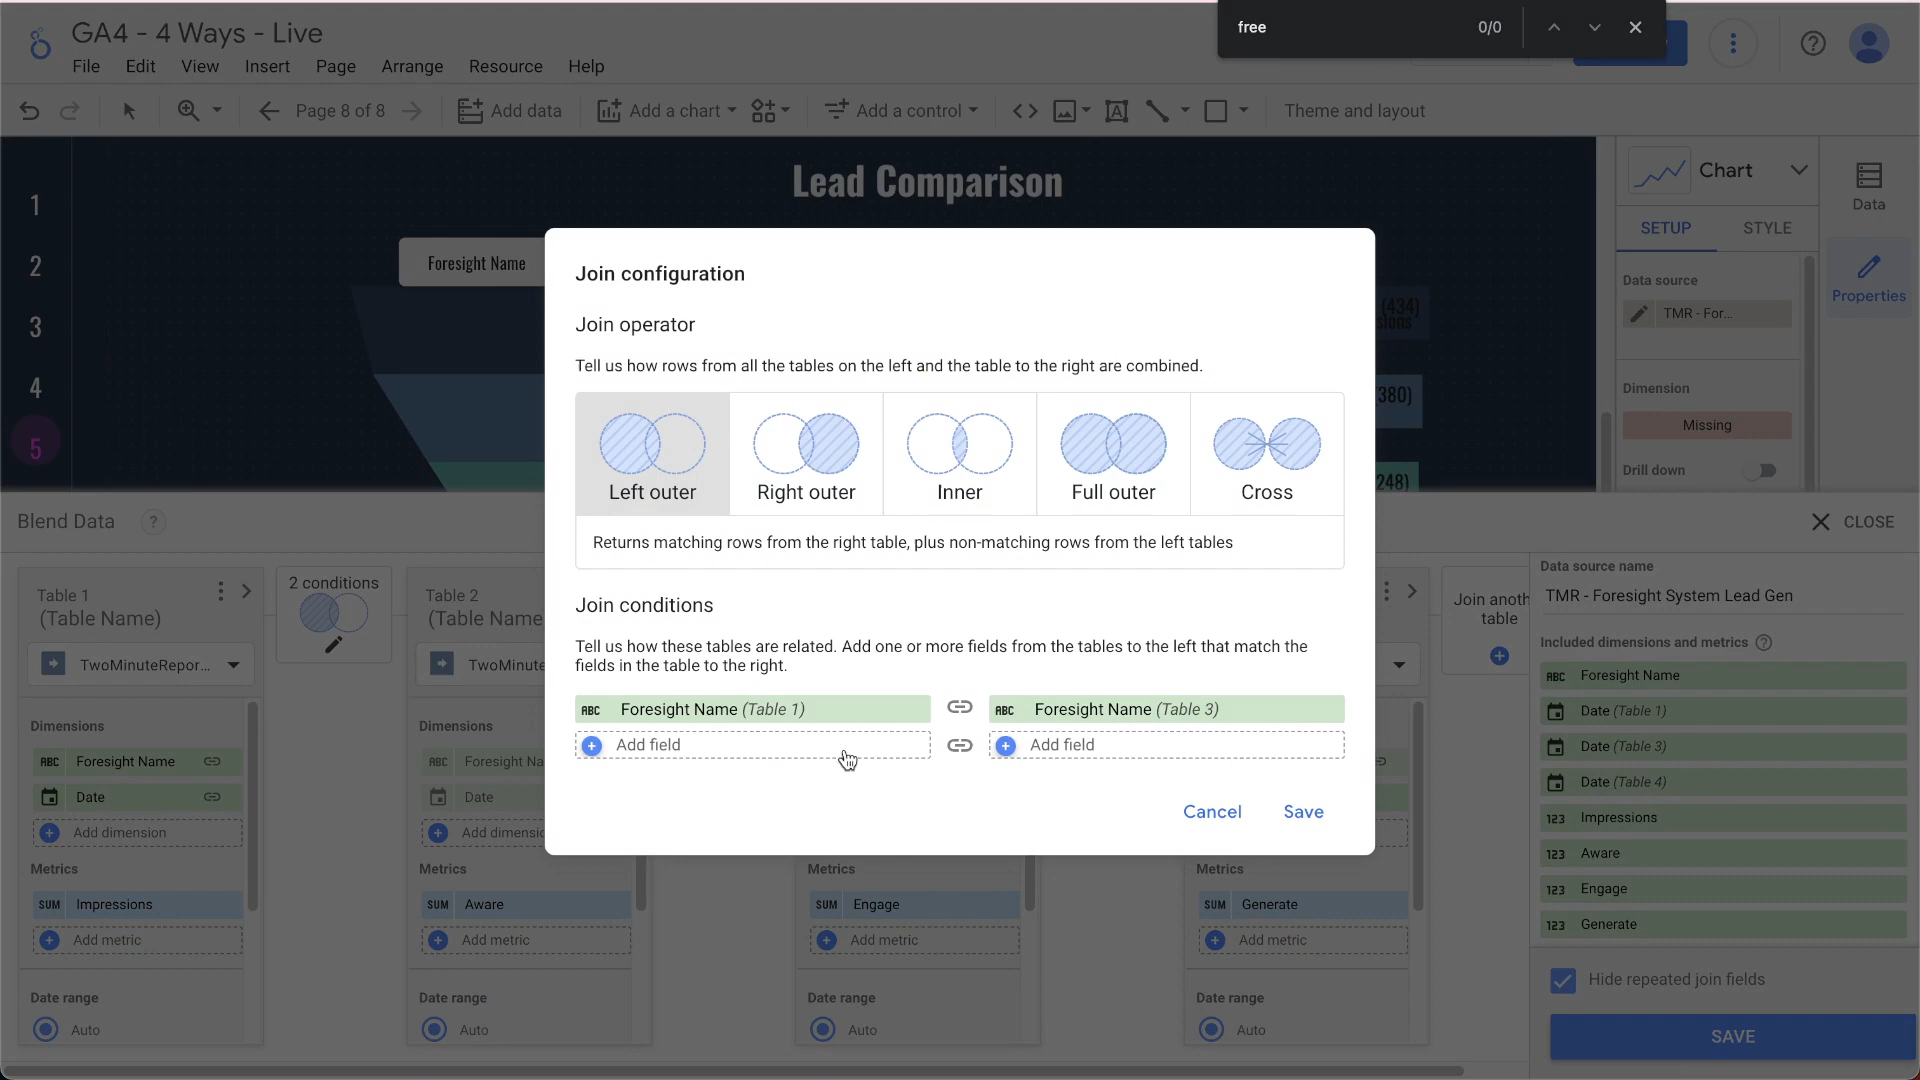 GA4 - 4 Ways - Live
free
0/0
File Edit View Insert Page Arrange Resource Help
Page 8 of 8
Add data
Add a chart
Add a control
Theme and layout
1
2
3
4
5
Lead Comparison
Foresight Name
(434)
380)
248)
Chart
SETUP
STYLE
Data source
TMR - For...
Dimension
Missing
Drill down
Data
Properties
Join configuration
Join operator
Tell us how rows from all the tables on the left and the table to the right are combined.
Left outer
Right outer
Inner
Full outer
Cross
Returns matching rows from the right table, plus non-matching rows from the left tables
Join conditions
Tell us how these tables are related. Add one or more fields from the tables to the left that match the
fields in the table to the right.
ABC Foresight Name (Table 1)
ABC Foresight Name (Table 3)
Add field
Add field
Cancel
Save
Blend Data
CLOSE
Table 1
(Table Name)
TwoMinuteRepor...
Dimensions
ABC Foresight Name
Date
Add dimension
Metrics
SUM Impressions
Add metric
Date range
Auto
2 conditions
Table 2
(Table Name
TwoMinute
Dimensions
ABC Foresight Na
Date
Add dimensio
Metrics
SUM Aware
Add metric
Date range
Auto
Metrics
SUM Engage
Add metric
Date range
Auto
Metrics
SUM Generate
Add metric
Date range
Auto
Join anoth
table
Data source name
TMR - Foresight System Lead Gen
Included dimensions and metrics
ABC Foresight Name
Date (Table 1)
Date (Table 3)
Date (Table 4)
123 Impressions
123 Aware
123 Engage
123 Generate
Hide repeated join fields
SAVE